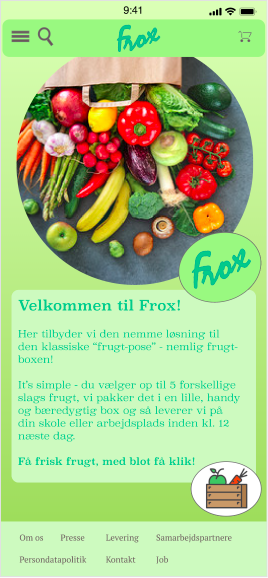 9:41
frox
frox
Velkommen til Frox!
Her tilbyder vi den nemme løsning til
den klassiske “frugt-pose” - nemlig frugt-
boxen!
It’s simple - du vælger op til 5 forskellige
slags frugt, vi pakker det i en lille, handy
og bæredygtig box og så leverer vi på
din skole eller arbejdsplads inden kl. 12
næste dag.
Få frisk frugt, med blot få klik!
Om os Presse Levering Samarbejdspartnere
Persondatapolitik Kontakt Job